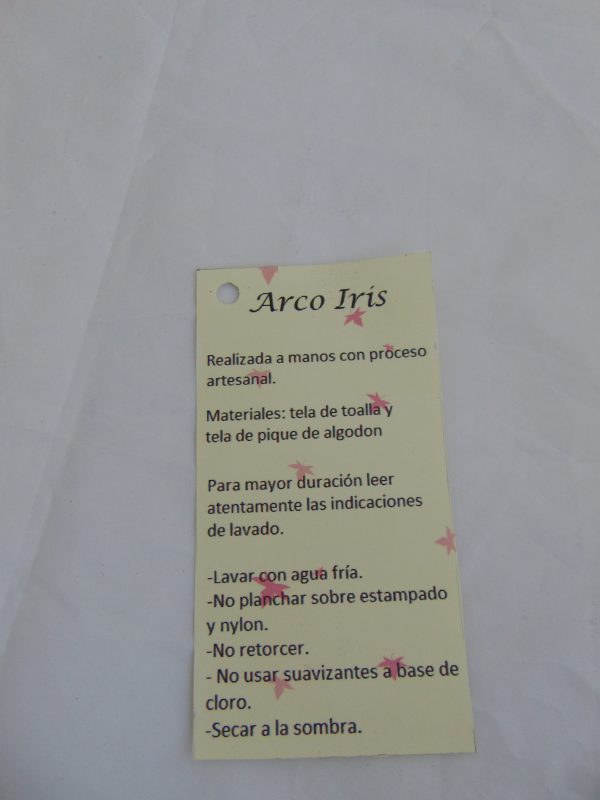 Arco Iris
Realizada a manos con proceso
artesanal.
Materiales: tela de toalla y
tela de pique de algodon
Para mayor duración leer
atentamente las indicaciones
de lavado.
-Lavar con agua fría.
-No planchar sobre estampado
y nylon.
-No retorcer.
- No usar suavizantes a base de
cloro.
-Secar a la sombra.